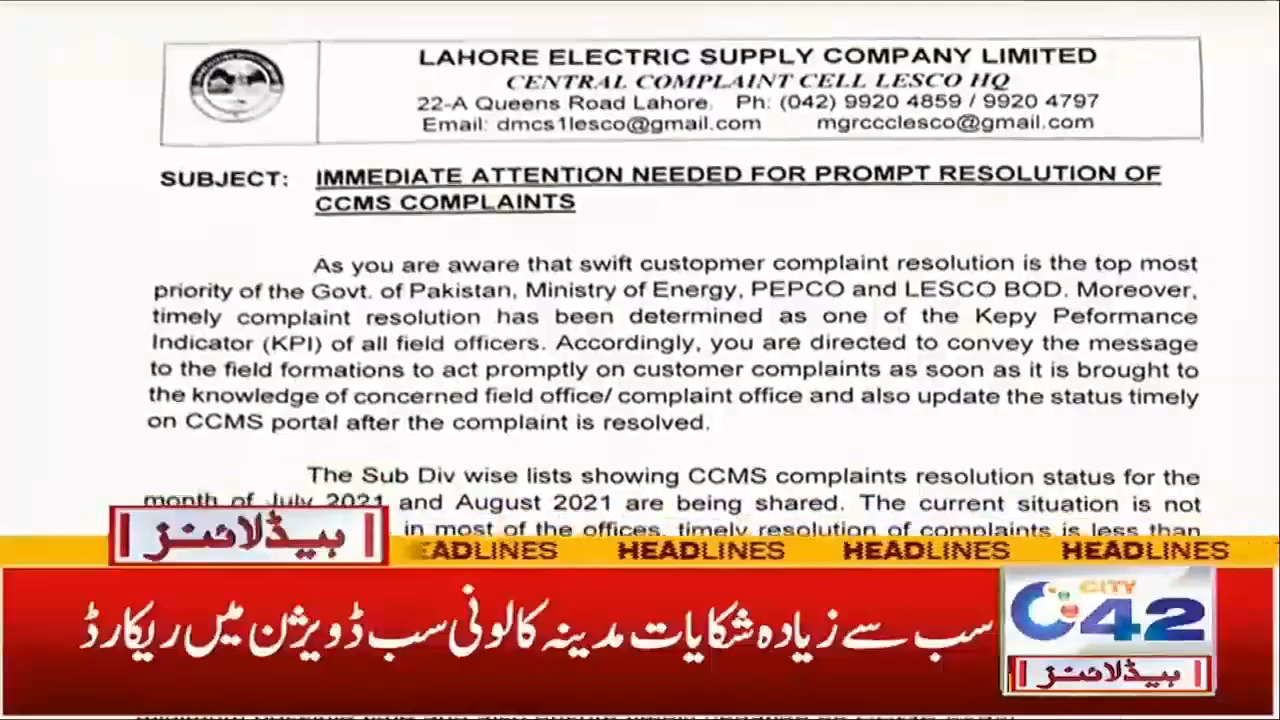 LAHORE ELECTRIC SUPPLY COMPANY LIMITED
CENTRAL COMPLAINT CELL LESCO HQ
22-A Queens Road Lahore. Ph: (042) 9920 4859 / 9920 4797
Email: dmcs1lesco@gmail.com mgrccclesco@gmail.com
SUBJECT: IMMEDIATE ATTENTION NEEDED FOR PROMPT RESOLUTION OF
CCMS COMPLAINTS
As you are aware that swift custopmer complaint resolution is the top most
priority of the Govt. of Pakistan, Ministry of Energy, PEPCO and LESCO BOD. Moreover,
timely complaint resolution has been determined as one of the Kepy Peformance
Indicator (KPI) of all field officers. Accordingly, you are directed to convey the message
to the field formations to act promptly on customer complaints as soon as it is brought to
the knowledge of concerned field office/ complaint office and also update the status timely
on CCMS portal after the complaint is resolved.
The Sub Div wise lists showing CCMS complaints resolution status for the
month of July 2021 and August 2021 are being shared. The current situation is not
in most of the offices, timely resolution of complaints is less than
ہیڈلائنز
EADLINES HEADLINES HEADLINES HEADLINES
سب سے زیادہ شکایات مدینہ کالونی سب ڈویژن میں ریکارڈ
CITY
42
ہیڈلائنز